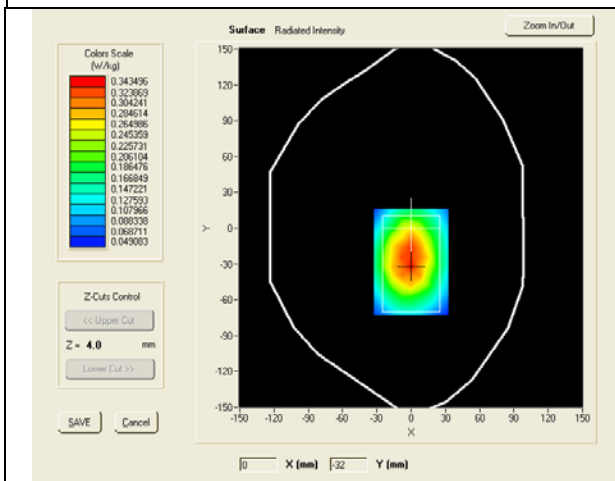 Surface Radiated Intensity
Zoom In/Out
Colors Scale
(W/kg)
0.343496
0.323869
0.304241
0.284614
0.264986
0.245359
0.225731
0.206104
0.186476
0.166849
0.147221
0.127593
0.107966
0.088338
0.068711
0.049083
Z-Cuts Control
<< Upper Cut
Z = 4.0 mm
Lower Cut >>
SAVE Cancel
150
120
90
60
30
0
-30
-60
-90
-120
-150
Y
-150 -120 -90 -60 -30 0 30 60 90 120 150
X
0 X (mm) -32 Y (mm)